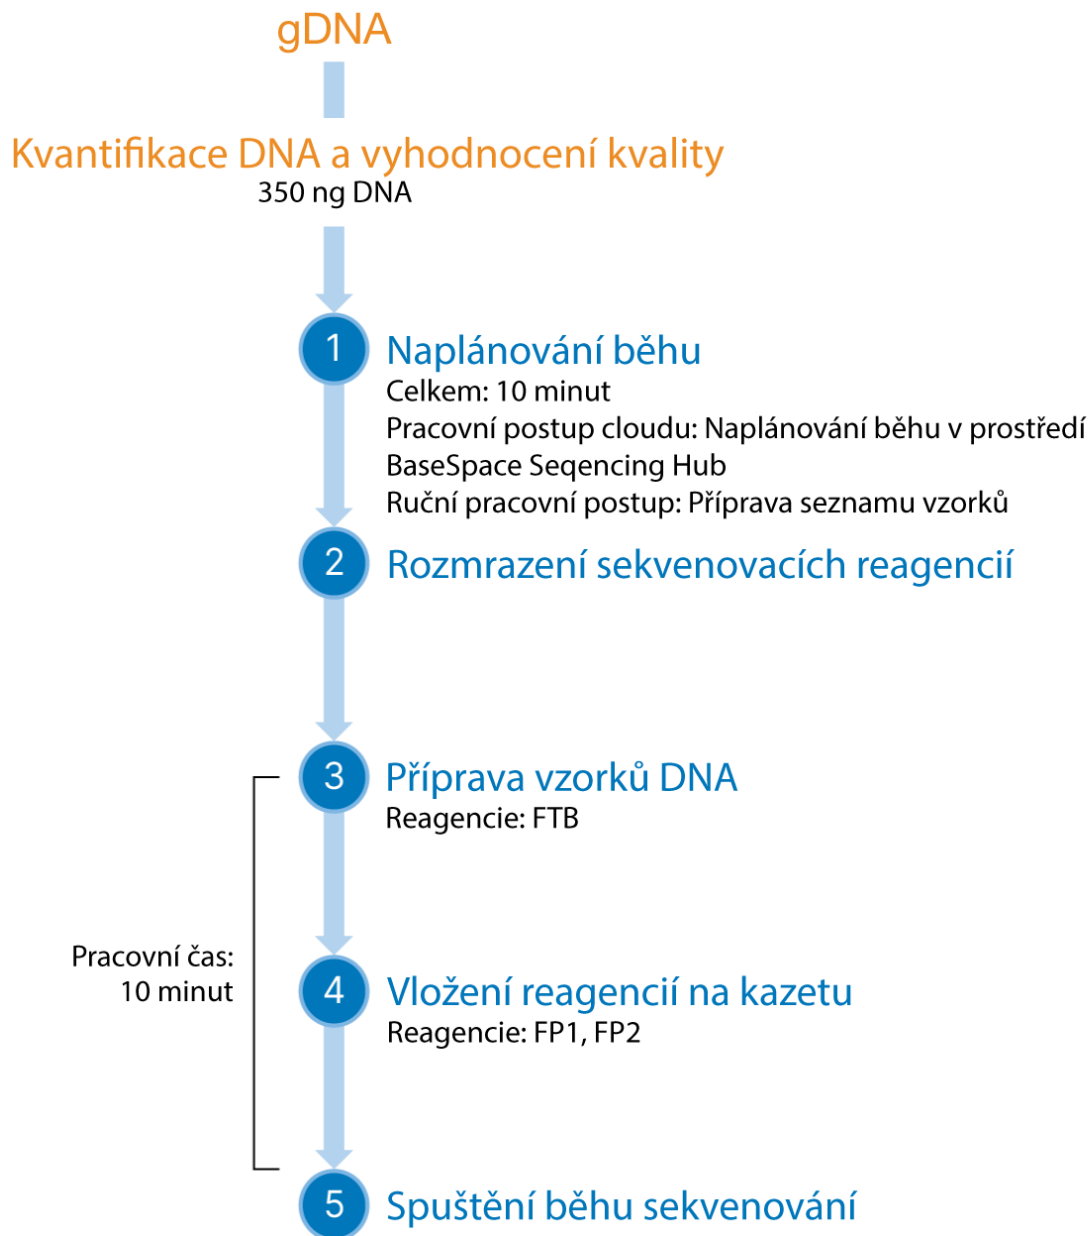 gDNA
Kvantifikace DNA a vyhodnocení kvality
350 ng DNA
1
Naplánování běhu
Celkem: 10 minut
Pracovní postup cloudu: Naplánování běhu v prostředí
BaseSpace Seqencing Hub
Ruční pracovní postup: Příprava seznamu vzorků
2
Rozmrazení sekvenovacích reagencií
3
Příprava vzorků DNA
Reagencie: FTB
Pracovní čas:
10 minut
4
Vložení reagencií na kazetu
Reagencie: FP1, FP2
5
Spuštění běhu sekvenování